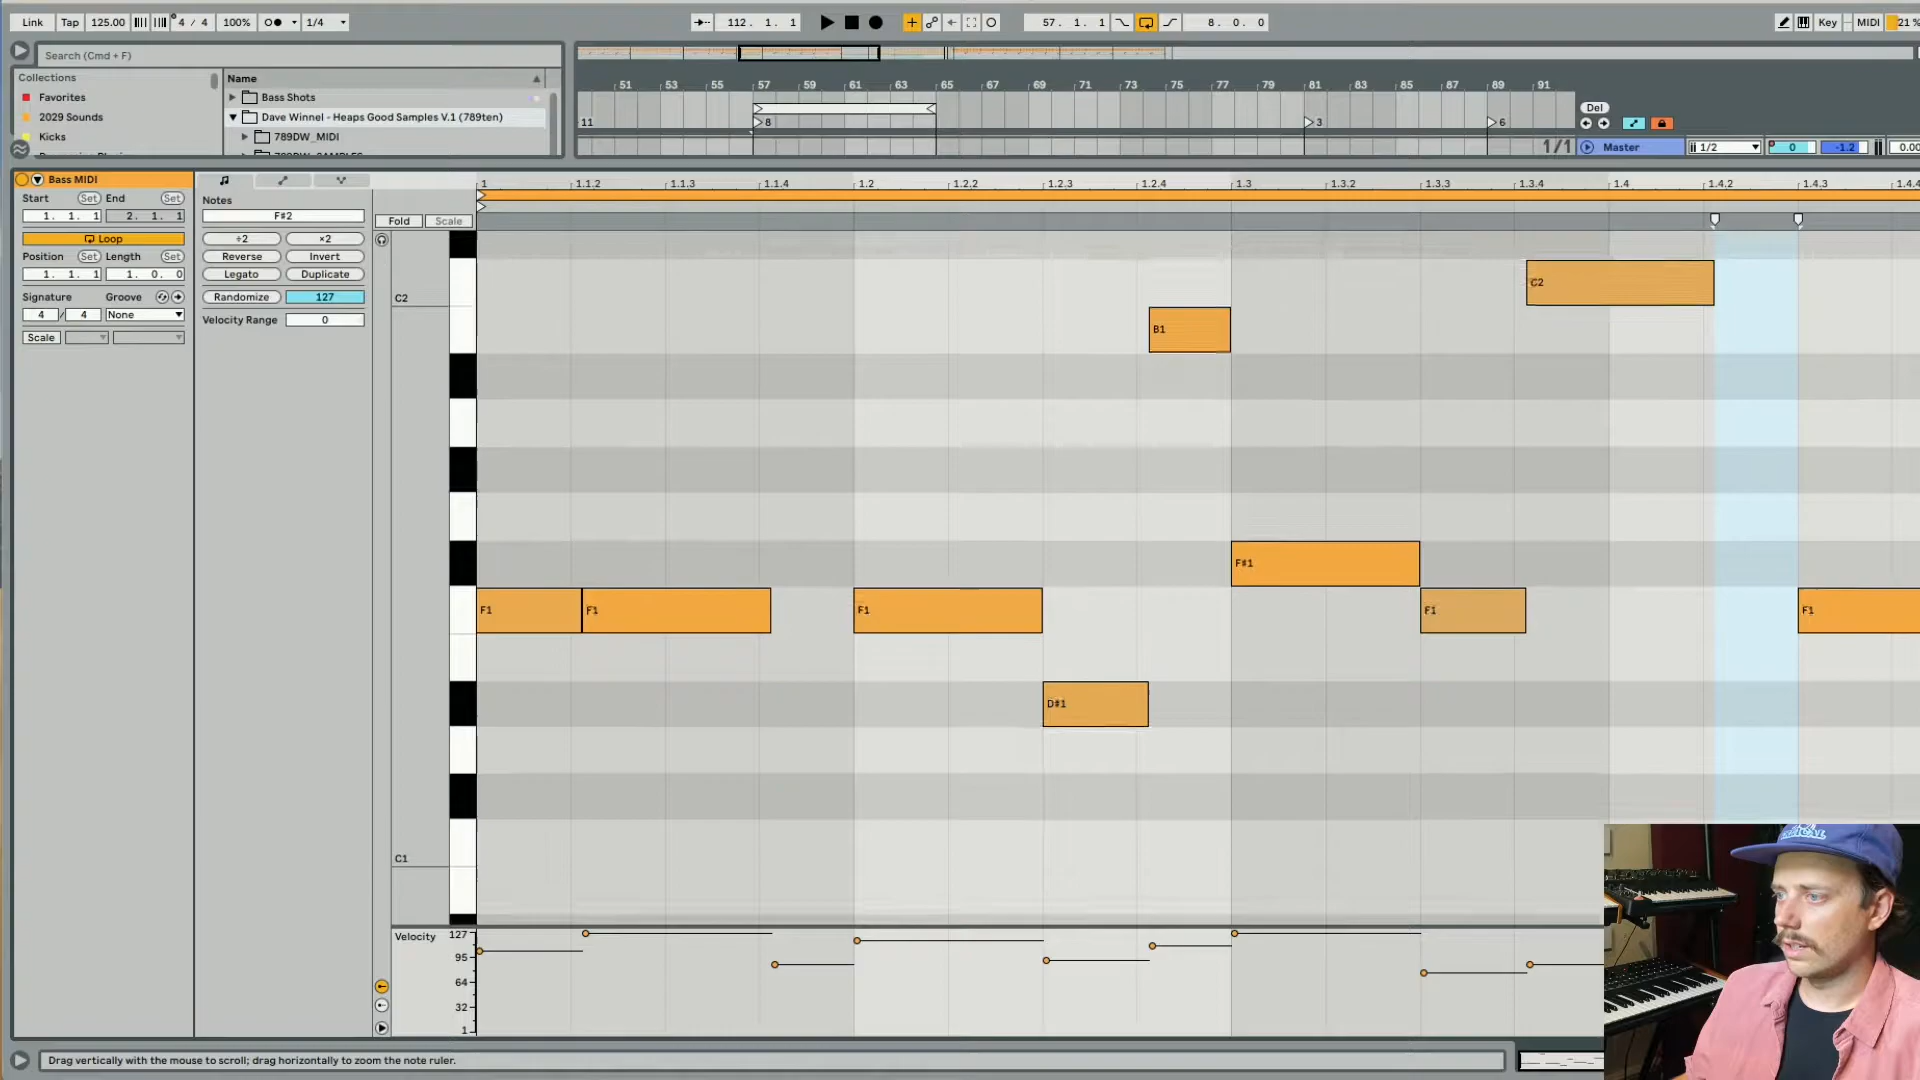 Link Tap 125.00 4 / 4 100% 1/4 112. 1. 1 57. 1. 1 8. 0. 0 Key MIDI 21 %
Search (Cmd + F)
Collections Name
Favorites Bass Shots
2029 Sounds Dave Winnel - Heaps Good Samples V.1 (789ten)
Kicks 789DW_MIDI
51 53 55 57 59 61 63 65 67 69 71 73 75 77 79 81 83 85 87 89 91
Del
11 8 3 6
1/1 Master 1/2 0 -1.2 0.00
Bass MIDI
1 1.1.2 1.1.3 1.1.4 1.2 1.2.2 1.2.3 1.2.4 1.3 1.3.2 1.3.3 1.3.4 1.4 1.4.2 1.4.3 1.4.4
Start Set End Set
1. 1. 1 2. 1. 1
Loop
Position Set Length Set
1. 1. 1 1. 0. 0
Signature Groove
4 / 4 None
Scale
Notes
F#2
÷2 ×2
Reverse Invert
Legato Duplicate
Randomize 127
Velocity Range 0
Fold Scale
C2
C2
B1
F#1
F1 F1 F1 F1 F1
D#1
C1
Velocity 127
95
64
32
1
Drag vertically with the mouse to scroll; drag horizontally to zoom the note ruler.